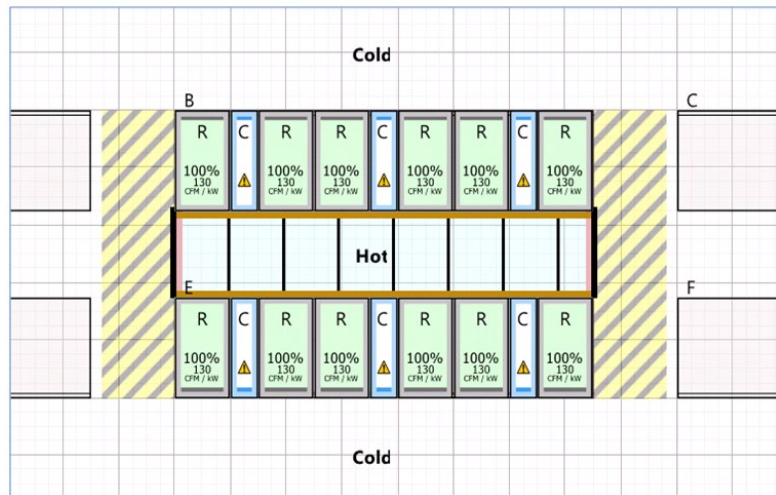 Cold
B C
R C R R C R R C R
100% 100% 100% 100% 100% 100%
130 130 130 130 130 130
CFM / kW CFM / kW CFM / kW CFM / kW CFM / kW CFM / kW
Hot
E F
R C R R C R R C R
100% 100% 100% 100% 100% 100%
130 130 130 130 130 130
CFM / kW CFM / kW CFM / kW CFM / kW CFM / kW CFM / kW
Cold